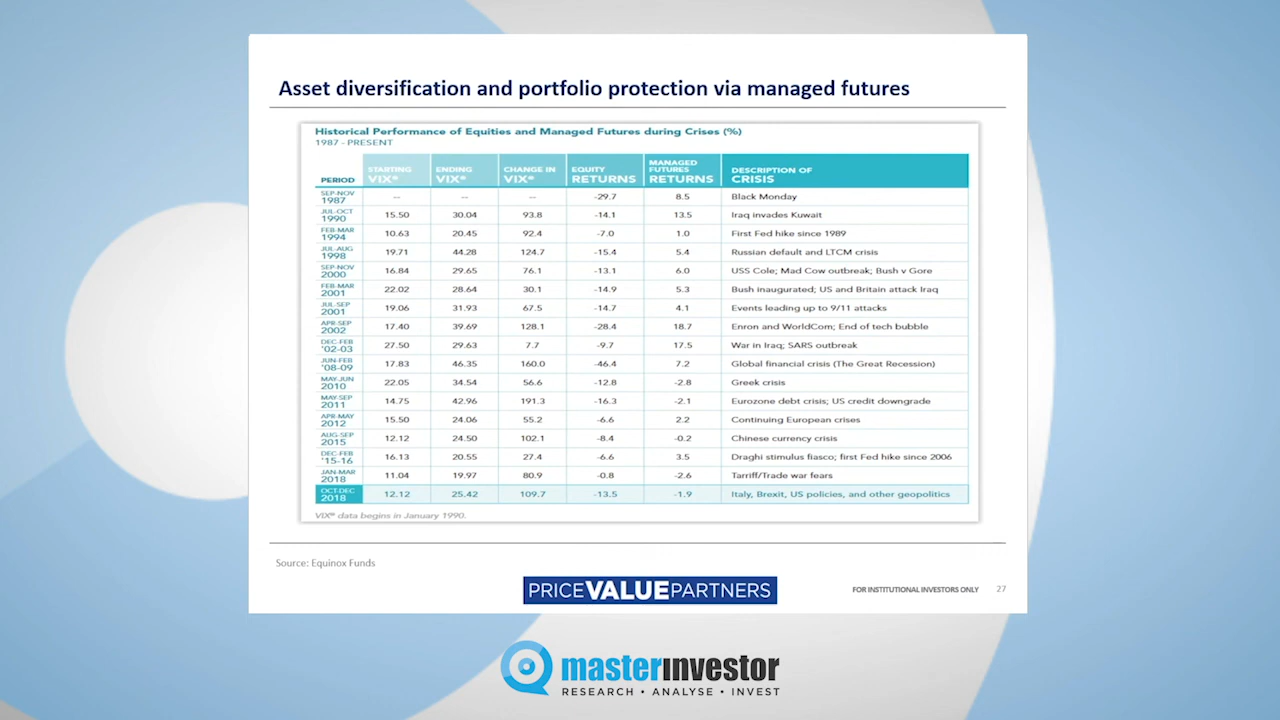 Asset diversification and portfolio protection via managed futures
Historical Performance of Equities and Managed Futures during Crises (%)
1987 - PRESENT
PERIOD STARTING VIX® ENDING VIX® CHANGE IN VIX® EQUITY RETURNS MANAGED FUTURES RETURNS DESCRIPTION OF CRISIS
SEP-NOV 1987 -- -- -- -29.7 8.5 Black Monday
JUL-OCT 1990 15.50 30.04 93.8 -14.1 13.5 Iraq invades Kuwait
FEB-MAR 1994 10.63 20.45 92.4 -7.0 1.0 First Fed hike since 1989
JUL-AUG 1998 19.71 44.28 124.7 -15.4 5.4 Russian default and LTCM crisis
SEP-NOV 2000 16.84 29.65 76.1 -13.1 6.0 USS Cole; Mad Cow outbreak; Bush v Gore
FEB-MAR 2001 22.02 28.64 30.1 -14.9 5.3 Bush inaugurated; US and Britain attack Iraq
JUL-SEP 2001 19.06 31.93 67.5 -14.7 4.1 Events leading up to 9/11 attacks
APR-SEP 2002 17.40 39.69 128.1 -28.4 18.7 Enron and WorldCom; End of tech bubble
DEC-FEB '02-03 27.50 29.63 7.7 -9.7 17.5 War in Iraq; SARS outbreak
JUN-FEB '08-09 17.83 46.35 160.0 -46.4 7.2 Global financial crisis (The Great Recession)
MAY-JUN 2010 22.05 34.54 56.6 -12.8 -2.8 Greek crisis
MAY-SEP 2011 14.75 42.96 191.3 -16.3 -2.1 Eurozone debt crisis; US credit downgrade
APR-MAY 2012 15.50 24.06 55.2 -6.6 2.2 Continuing European crises
AUG-SEP 2015 12.12 24.50 102.1 -8.4 -0.2 Chinese currency crisis
DEC-FEB '15-16 16.13 20.55 27.4 -6.6 3.5 Draghi stimulus fiasco; first Fed hike since 2006
JAN-MAR 2018 11.04 19.97 80.9 -0.8 -2.6 Tarriff/Trade war fears
OCT-DEC 2018 12.12 25.42 109.7 -13.5 -1.9 Italy, Brexit, US policies, and other geopolitics
VIX® data begins in January 1990.
Source: Equinox Funds
PRICEVALUEPARTNERS
FOR INSTITUTIONAL INVESTORS ONLY 27
masterinvestor
RESEARCH • ANALYSE • INVEST